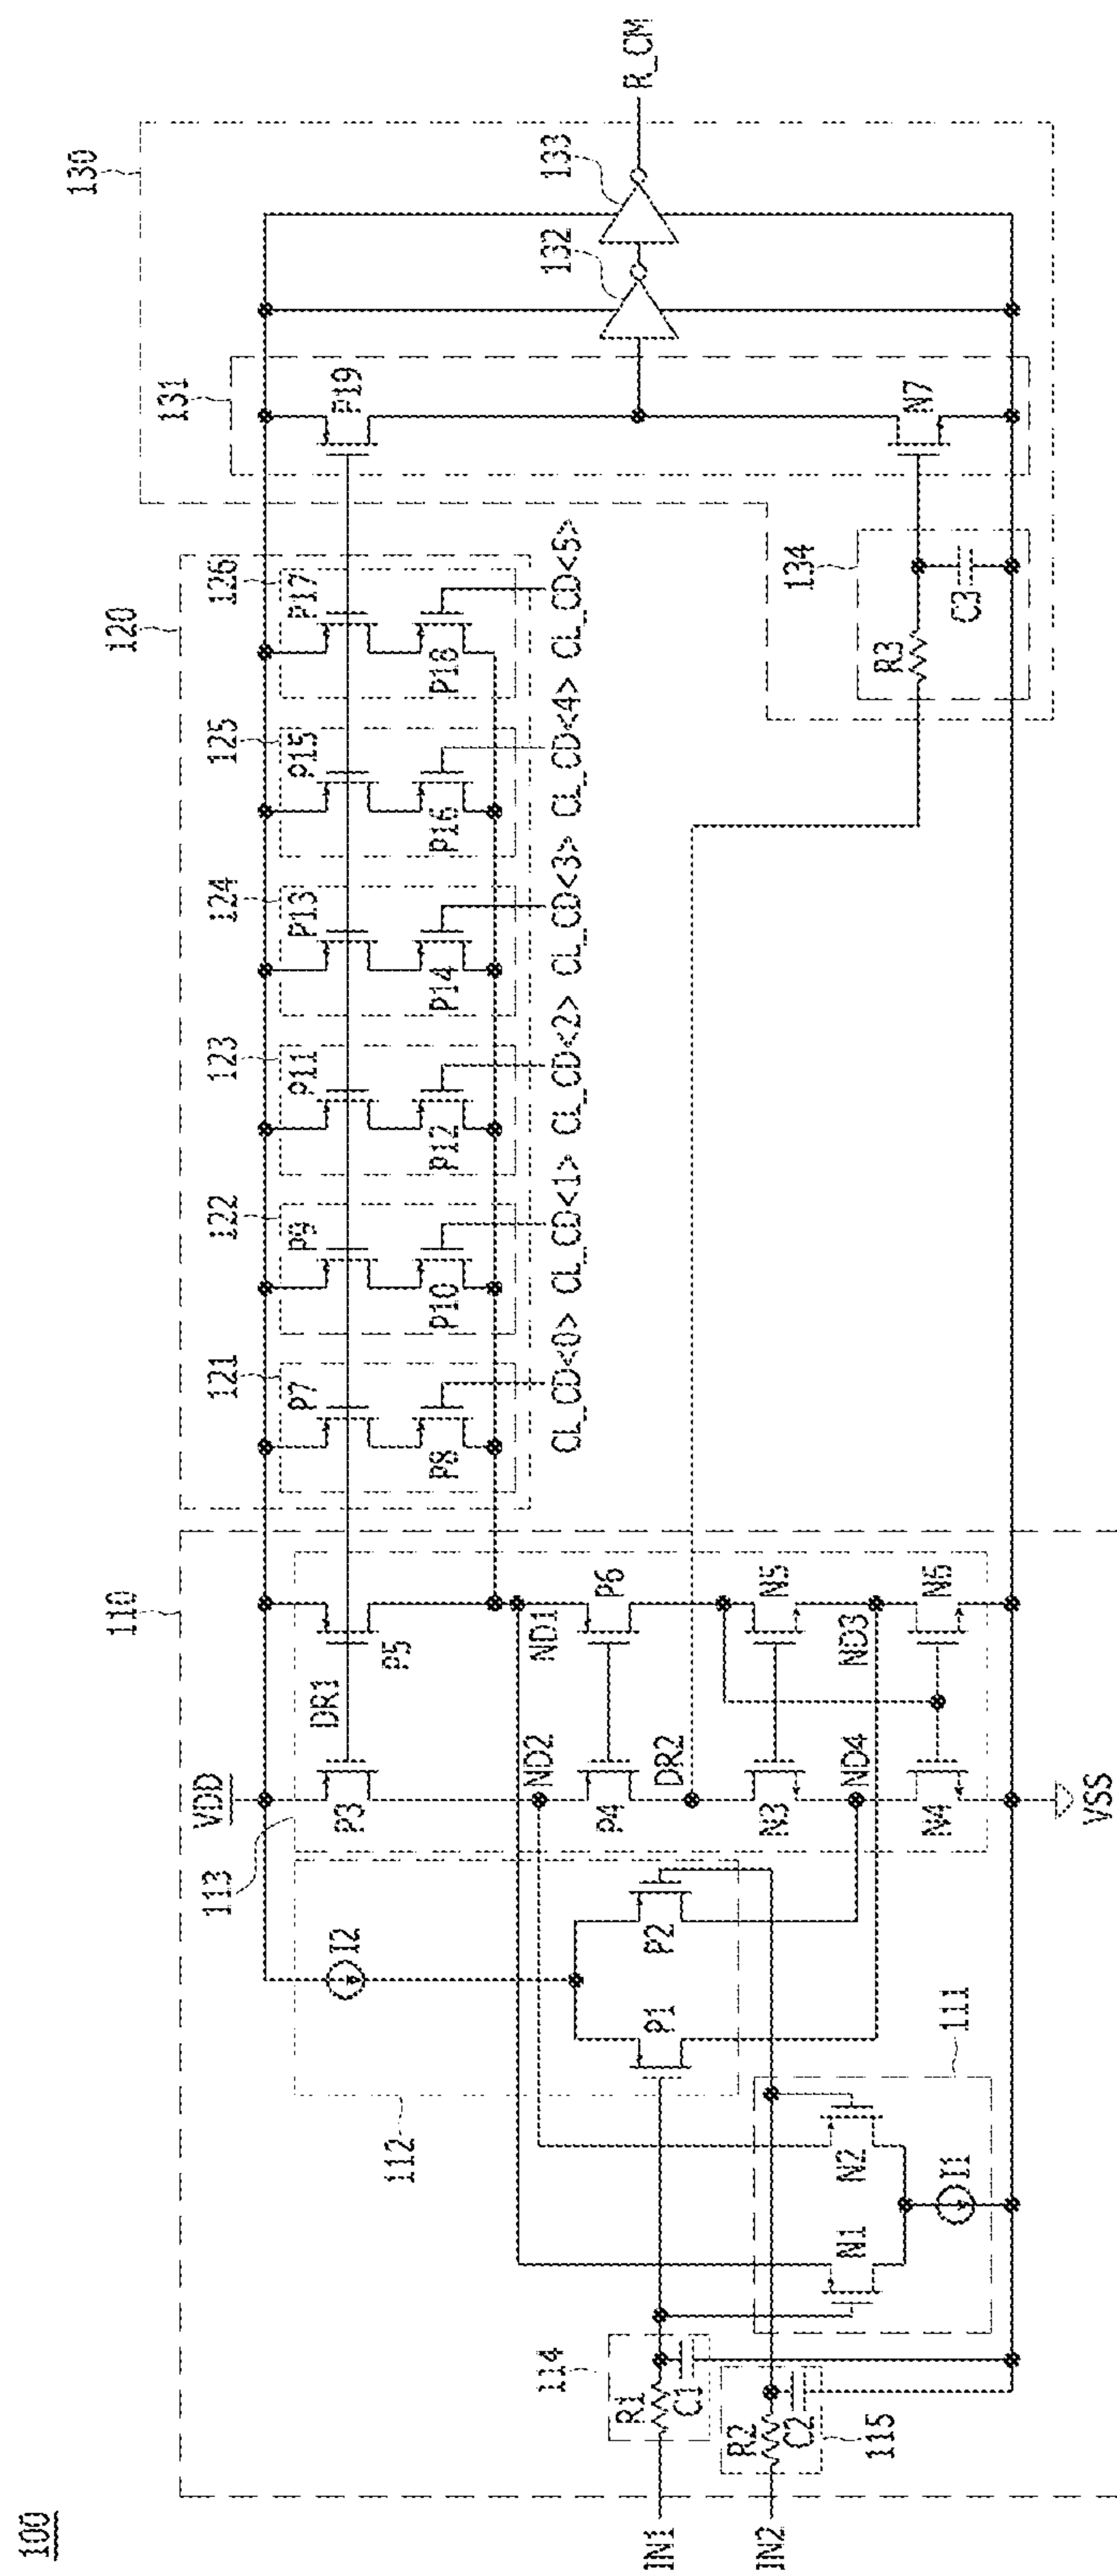 100
110
120
130
VDD
113
DR1
P3
P5
I2
ND2
ND1
P4
P6
DR2
N3
N5
ND4
ND3
N4
N6
VSS
112
P1
P2
111
N1
N2
I1
114
R1
C1
115
R2
C2
IN1
IN2
121
P7
P8
122
P9
P10
123
P11
P12
124
P13
P14
125
P15
P16
126
P17
P18
CL_CD<0> CL_CD<1> CL_CD<2> CL_CD<3> CL_CD<4> CL_CD<5>
131
P19
N7
132
133
R_CM
134
R3
C3